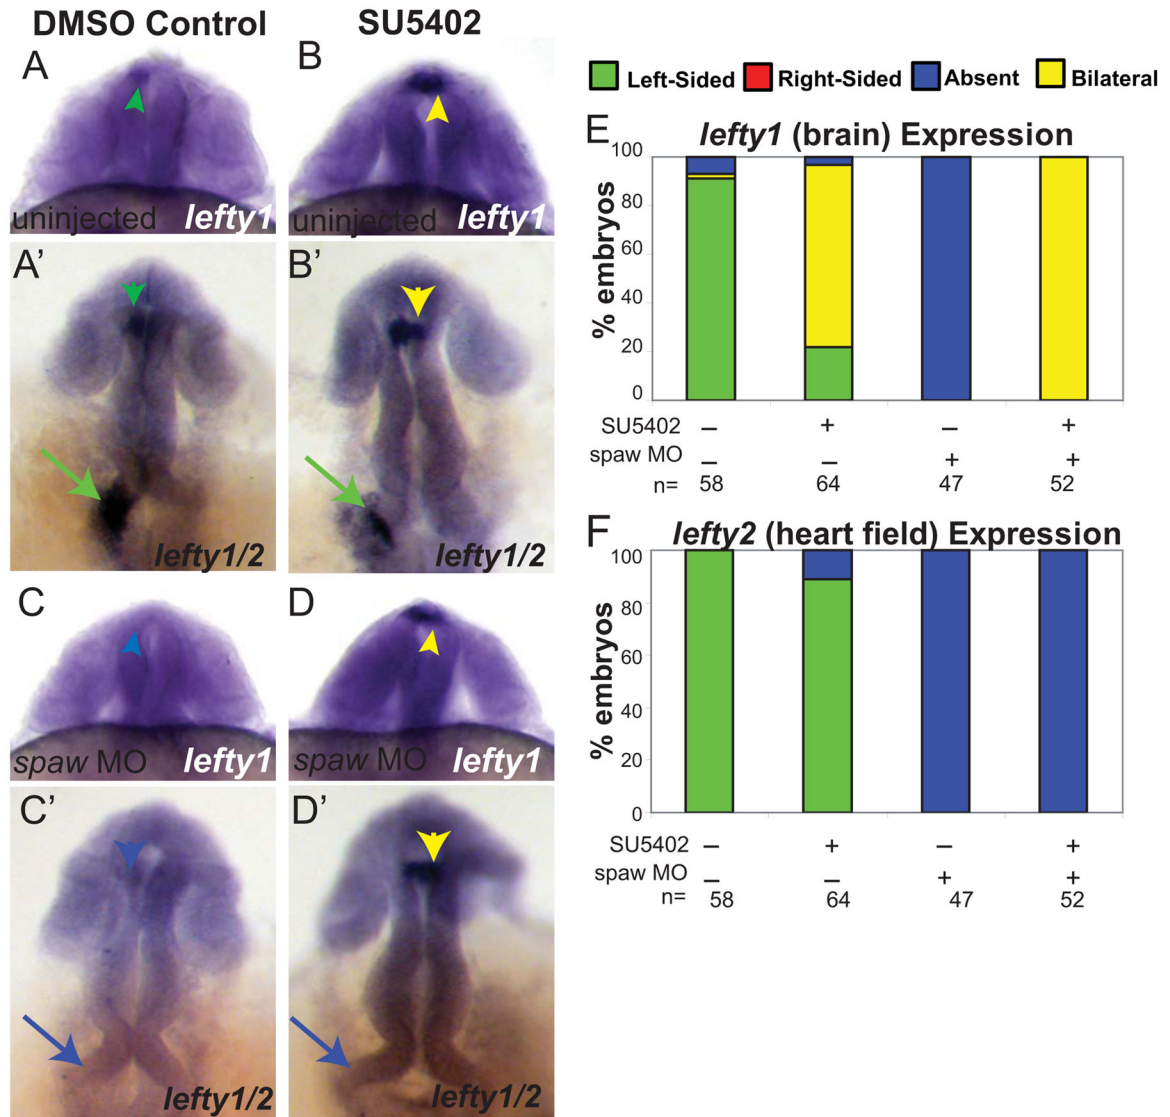 DMSO Control
SU5402
A
uninjected lefty1
B
uninjected lefty1
A'
lefty1/2
B'
lefty1/2
C
spaw MO lefty1
D
spaw MO lefty1
C'
lefty1/2
D'
lefty1/2
Left-Sided Right-Sided Absent Bilateral
E
lefty1 (brain) Expression
% embryos
100
80
60
40
20
0
SU5402 – + – +
spaw MO – – + +
n= 58 64 47 52
F
lefty2 (heart field) Expression
% embryos
100
80
60
40
20
0
SU5402 – + – +
spaw MO – – + +
n= 58 64 47 52